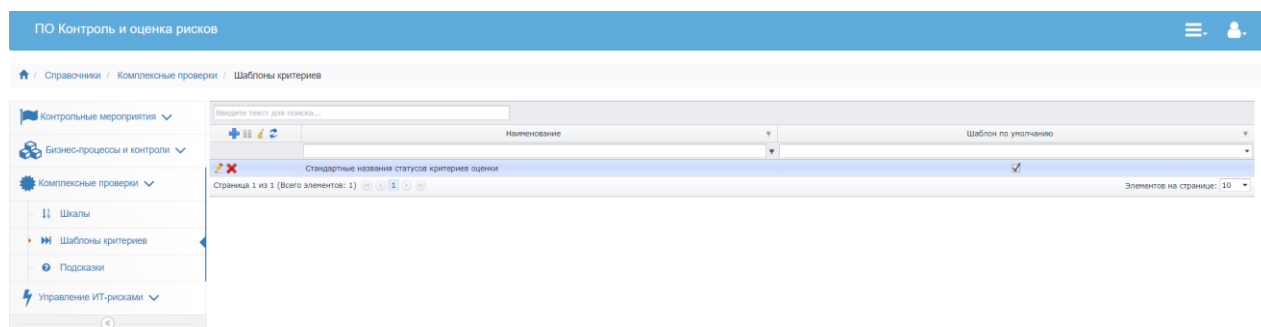 ПО Контроль и оценка рисков
/ Справочники / Комплексные проверки / Шаблоны критериев
Контрольные мероприятия
Бизнес-процессы и контроли
Комплексные проверки
Шкалы
Шаблоны критериев
Подсказки
Управление ИТ-рисками
Введите текст для поиска...
Наименование Шаблон по умолчанию
Стандартные названия статусов критериев оценки
Страница 1 из 1 (Всего элементов: 1) 1 Элементов на странице: 10